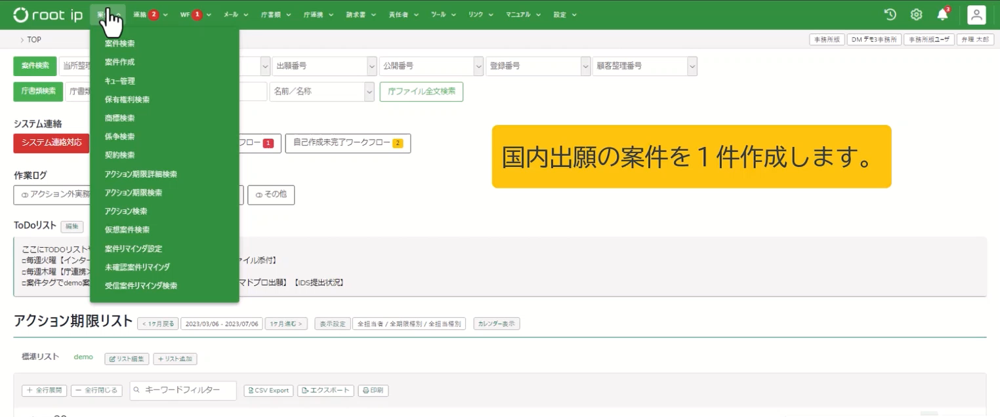 root ip 連絡 2 WF 1 メール 庁書類 庁連携 請求書 責任者 ツール リンク マニュアル 設定 3
> TOP 事務所版 DM デモ3事務所 事務所版ユーザ 弁理 太郎
案件検索
案件作成
キュー管理
保有権利検索
商標検索
係争検索
契約検索
アクション期限詳細検索
アクション期限検索
アクション検索
仮想案件検索
案件リマインダ設定
未確認案件リマインダ
受信案件リマインダ検索
案件検索 当所整理 出願番号 公開番号 登録番号 顧客整理番号
庁書類検索 庁書類 名前／名称 庁ファイル全文検索
システム連絡
システム連絡対応 フロー 1 自己作成未完了ワークフロー 2
国内出願の案件を１件作成します。
作業ログ
アクション外実務 その他
ToDoリスト 編集
ここにTODOリスト
□毎週火曜【インター ァイル添付】
□毎週木曜【庁連携>
□案件タグでdemo案 マドプロ出願】【IDS提出状況】
アクション期限リスト < 1ヶ月戻る 2023/03/06 - 2023/07/06 1ヶ月進む > 表示設定 全担当者 / 全期限種別 / 全担当種別 カレンダー表示
標準リスト demo リスト編集 + リスト追加
+ 全行展開 − 全行閉じる キーワードフィルター CSV Export エクスポート 印刷